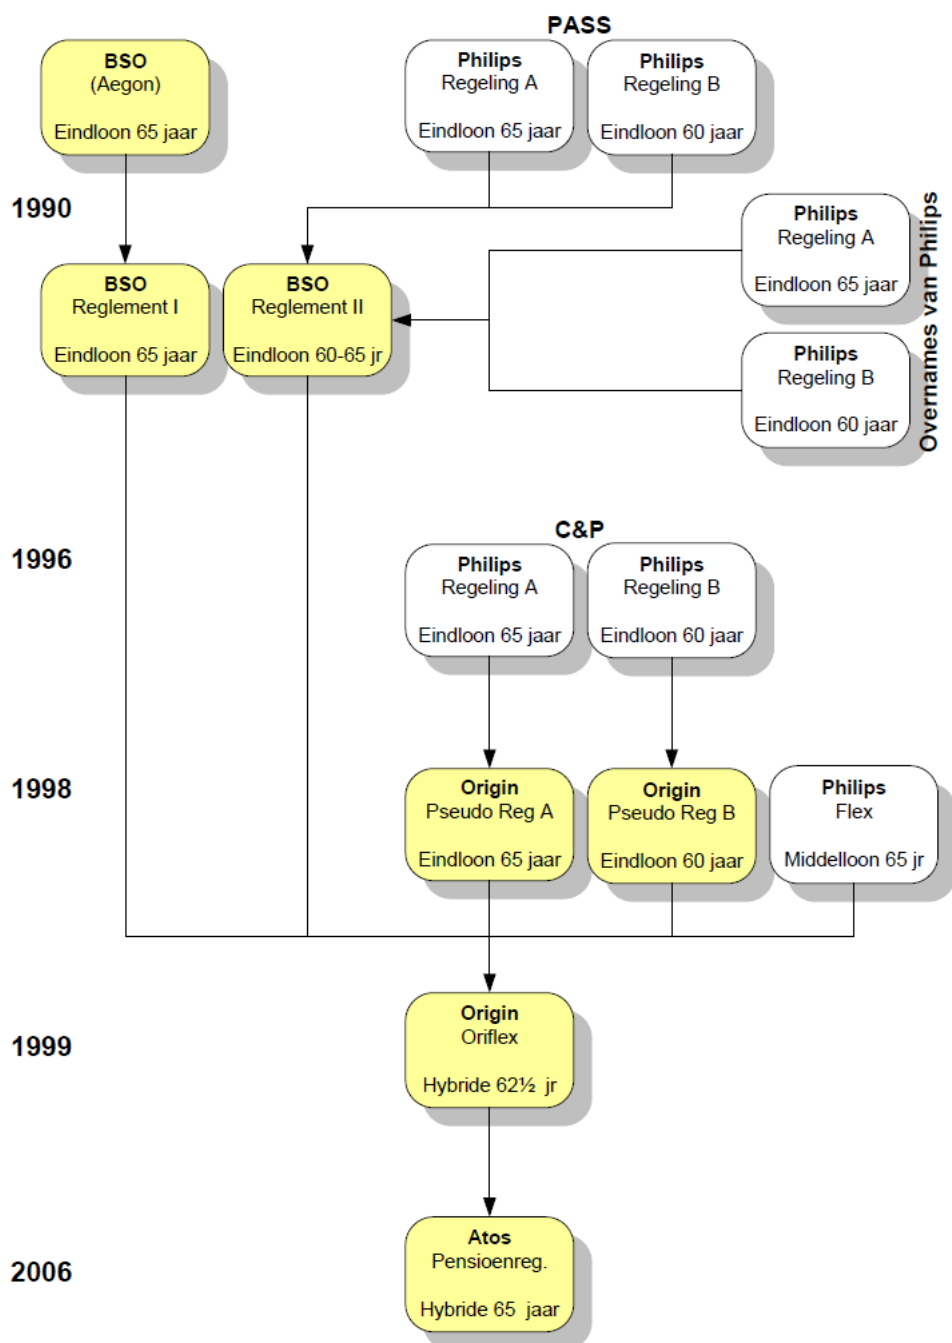 PASS
BSO
(Aegon)
Eindloon 65 jaar
Philips
Regeling A
Eindloon 65 jaar
Philips
Regeling B
Eindloon 60 jaar
1990
Philips
Regeling A
Eindloon 65 jaar
Overnames van Philips
BSO
Reglement I
Eindloon 65 jaar
BSO
Reglement II
Eindloon 60-65 jr
Philips
Regeling B
Eindloon 60 jaar
1996
C&P
Philips
Regeling A
Eindloon 65 jaar
Philips
Regeling B
Eindloon 60 jaar
1998
Origin
Pseudo Reg A
Eindloon 65 jaar
Origin
Pseudo Reg B
Eindloon 60 jaar
Philips
Flex
Middelloon 65 jr
1999
Origin
Oriflex
Hybride 62½ jr
2006
Atos
Pensioenreg.
Hybride 65 jaar